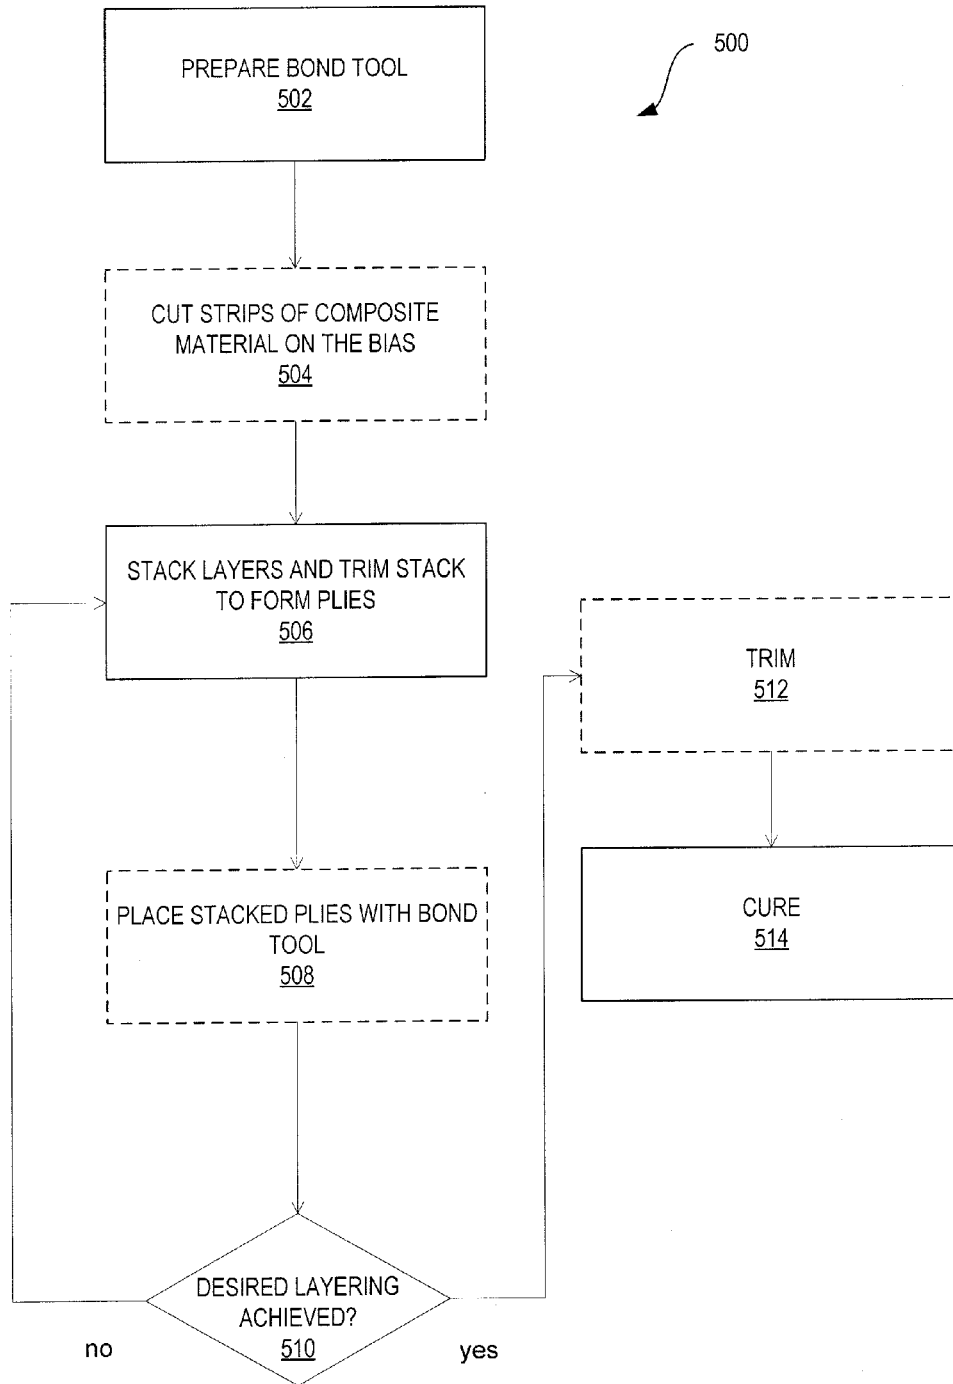 500
PREPARE BOND TOOL
502
CUT STRIPS OF COMPOSITE
MATERIAL ON THE BIAS
504
STACK LAYERS AND TRIM STACK
TO FORM PLIES
506
PLACE STACKED PLIES WITH BOND
TOOL
508
DESIRED LAYERING
ACHIEVED?
510
no
yes
TRIM
512
CURE
514